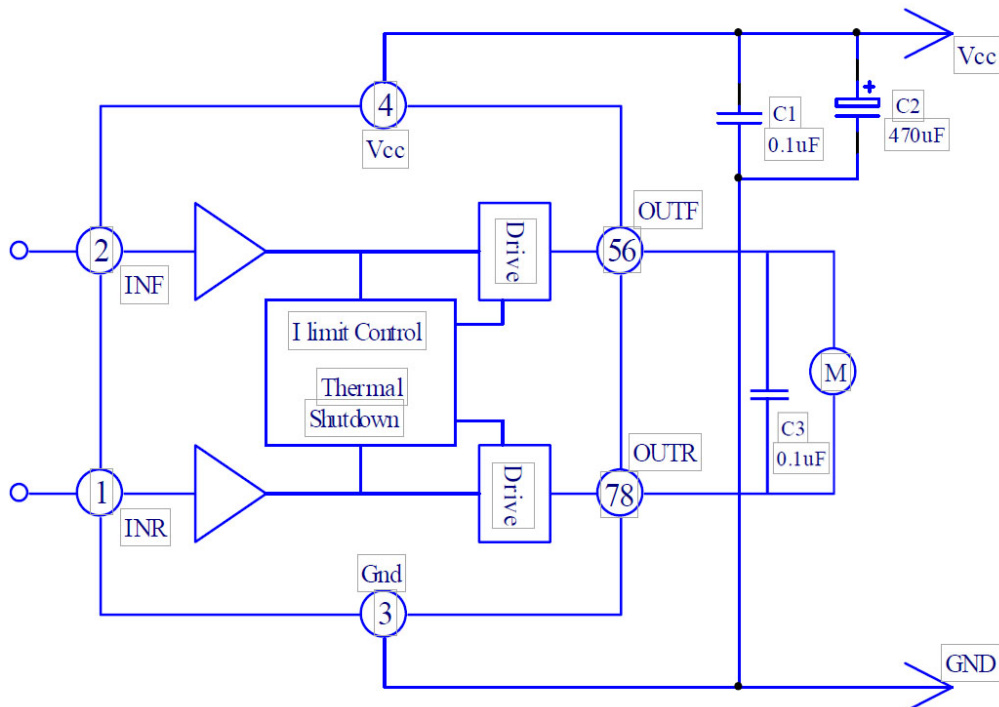 4
Vcc
Vcc
C1
0.1uF
+
C2
470uF
2
INF
Drive
OUTF
56
I limit Control
Thermal
Shutdown
M
C3
0.1uF
1
INR
Drive
OUTR
78
Gnd
3
GND